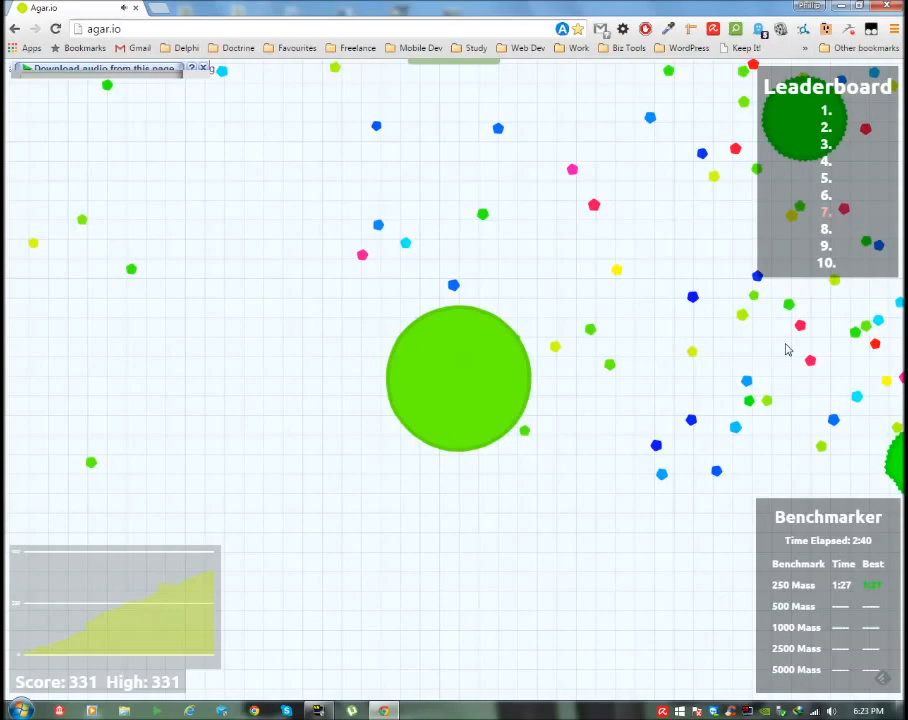 Agar.io
Phillip
agar.io
Apps Bookmarks Gmail Delphi Doctrine Favourites Freelance Mobile Dev Study Web Dev Work Biz Tools WordPress Keep It! » Other bookmarks
Download audio from this page ? X
Leaderboard
1.
2.
3.
4.
5.
6.
7.
8.
9.
10.
Benchmarker
Time Elapsed: 2:40
Benchmark Time Best
250 Mass 1:27
500 Mass ----- -----
1000 Mass ----- -----
2500 Mass ----- -----
5000 Mass ----- -----
Score: 331 High: 331
6:23 PM